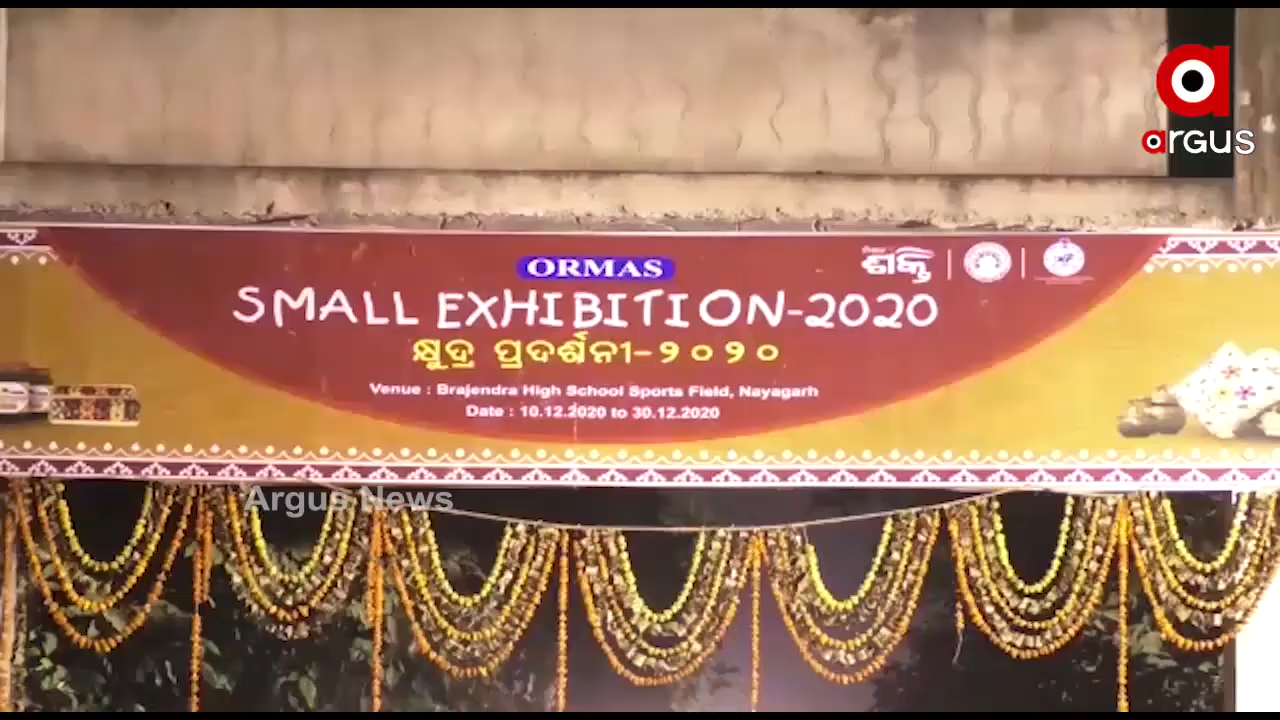 argus
ORMAS
ଶକ୍ତି
SMALL EXHIBITION-2020
କ୍ଷୁଦ୍ର ପ୍ରଦର୍ଶନୀ-୨୦୨୦
Venue : Brajendra High School Sports Field, Nayagarh
Date : 10.12.2020 to 30.12.2020
Argus News